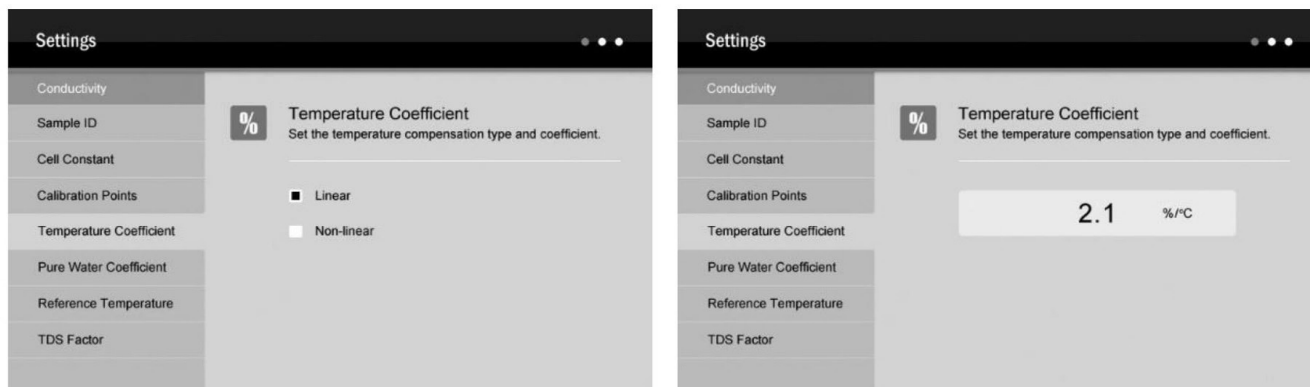 Settings
Conductivity
Sample ID
Cell Constant
Calibration Points
Temperature Coefficient
Pure Water Coefficient
Reference Temperature
TDS Factor
%
Temperature Coefficient
Set the temperature compensation type and coefficient.
Linear
Non-linear
Settings
Conductivity
Sample ID
Cell Constant
Calibration Points
Temperature Coefficient
Pure Water Coefficient
Reference Temperature
TDS Factor
%
Temperature Coefficient
Set the temperature compensation type and coefficient.
2.1 %/°C